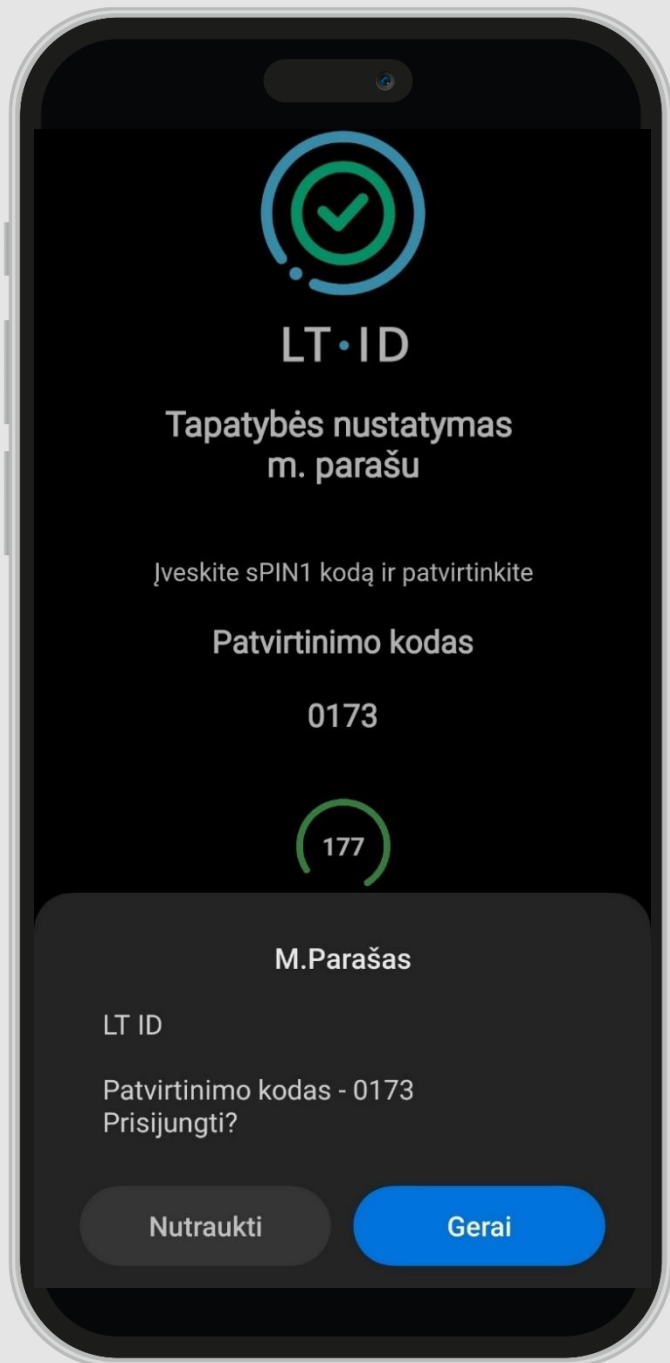 LT·ID
Tapatybės nustatymas
m. parašu
Įveskite sPIN1 kodą ir patvirtinkite
Patvirtinimo kodas
0173
177
M.Parašas
LT ID
Patvirtinimo kodas - 0173
Prisijungti?
Nutraukti
Gerai